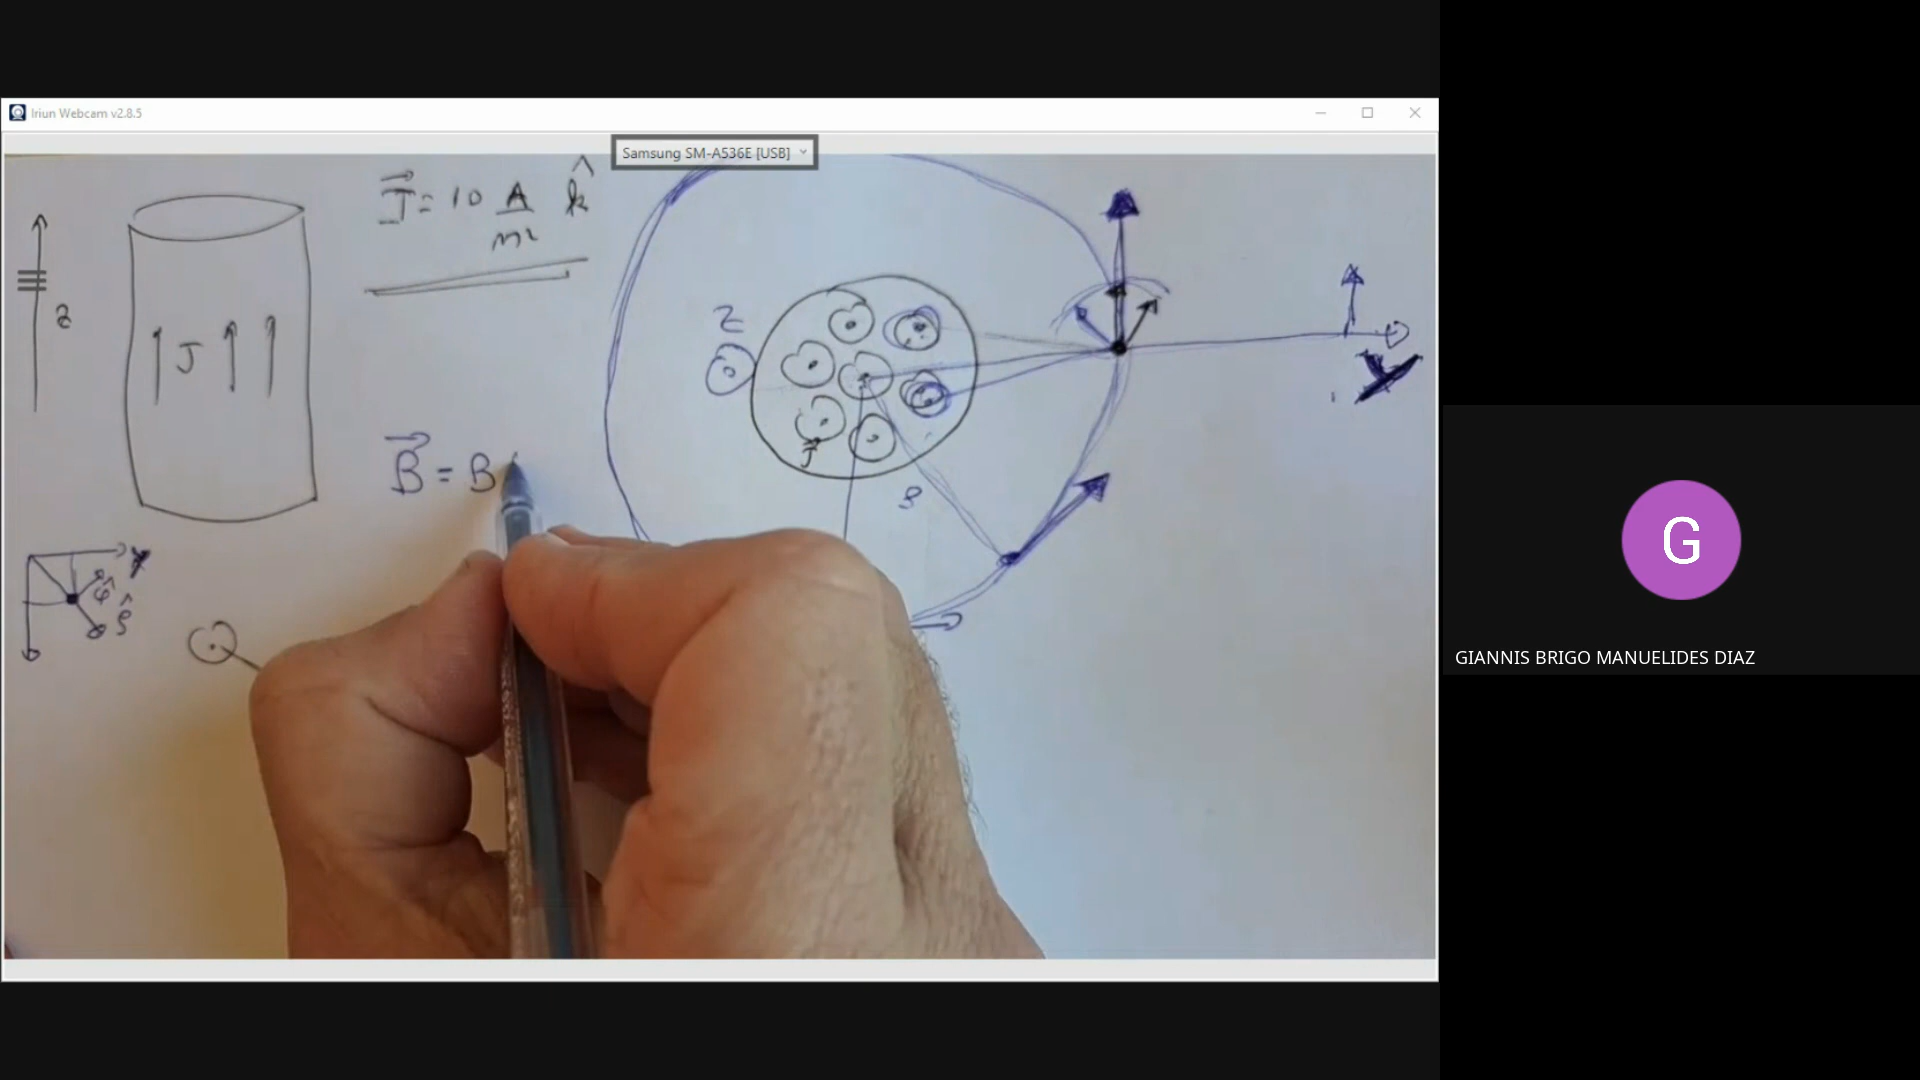 Iriun Webcam v2.8.5
Samsung SM-A536E [USB]
J = 10 A/m² k̂
z
J
Z
B = B
J
ρ
φ̂
ρ̂
G
GIANNIS BRIGO MANUELIDES DIAZ